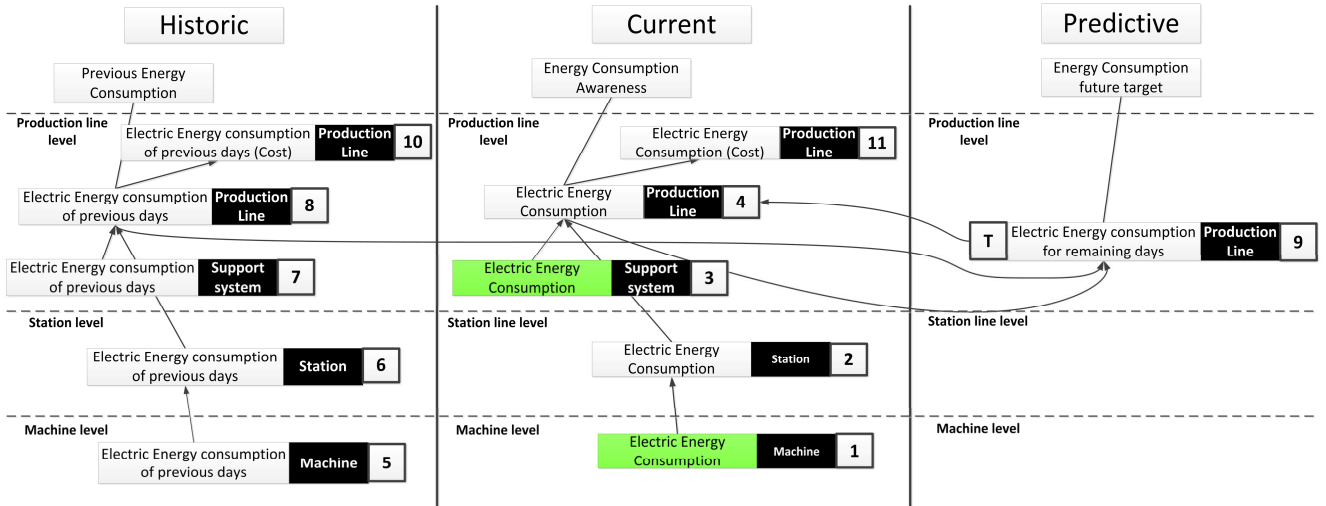 Historic
Previous Energy
Consumption
Production line
level
Electric Energy consumption
of previous days (Cost)
Production
Line
10
Electric Energy consumption
of previous days
Production
Line
8
Electric Energy consumption
of previous days
Support
system
7
Station level
Electric Energy consumption
of previous days
Station
6
Machine level
Electric Energy consumption
of previous days
Machine
5
Current
Energy Consumption
Awareness
Production line
level
Electric Energy
Consumption (Cost)
Production
Line
11
Electric Energy
Consumption
Production
Line
4
Electric Energy
Consumption
Support
system
3
Station line level
Electric Energy
Consumption
Station
2
Machine level
Electric Energy
Consumption
Machine
1
Predictive
Energy Consumption
future target
Production line
level
T
Electric Energy consumption
for remaining days
Production
Line
9
Station line level
Machine level